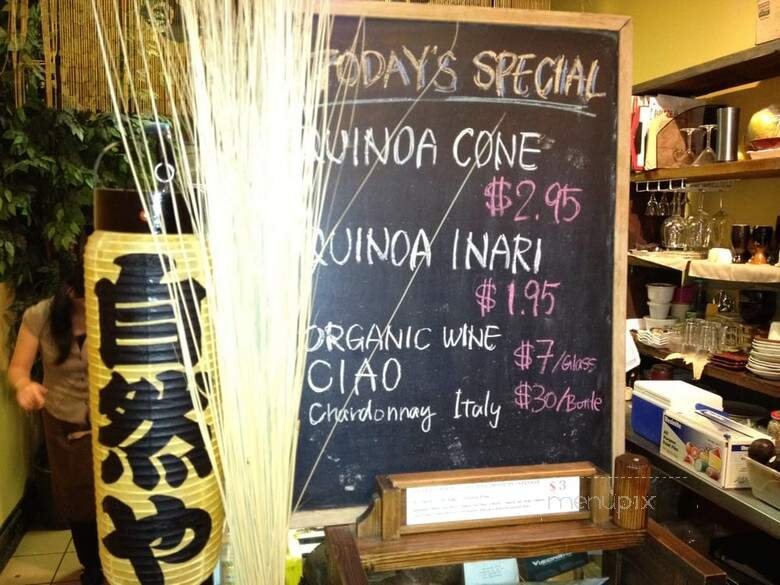 TODAY'S SPECIAL
QUINOA CONE
$2.95
QUINOA INARI
$1.95
ORGANIC WINE
$7/Glass
CIAO
$30/Bottle
Chardonnay Italy
自然や
$3
menupix